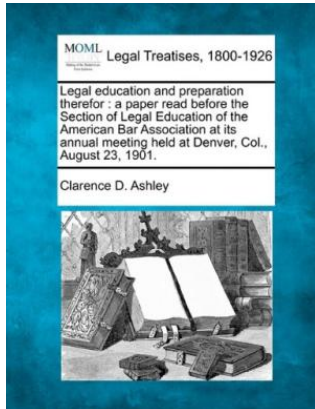 MOML
Legal Treatises, 1800-1926
Legal education and preparation
therefor : a paper read before the
Section of Legal Education of the
American Bar Association at its
annual meeting held at Denver, Col.,
August 23, 1901.
Clarence D. Ashley